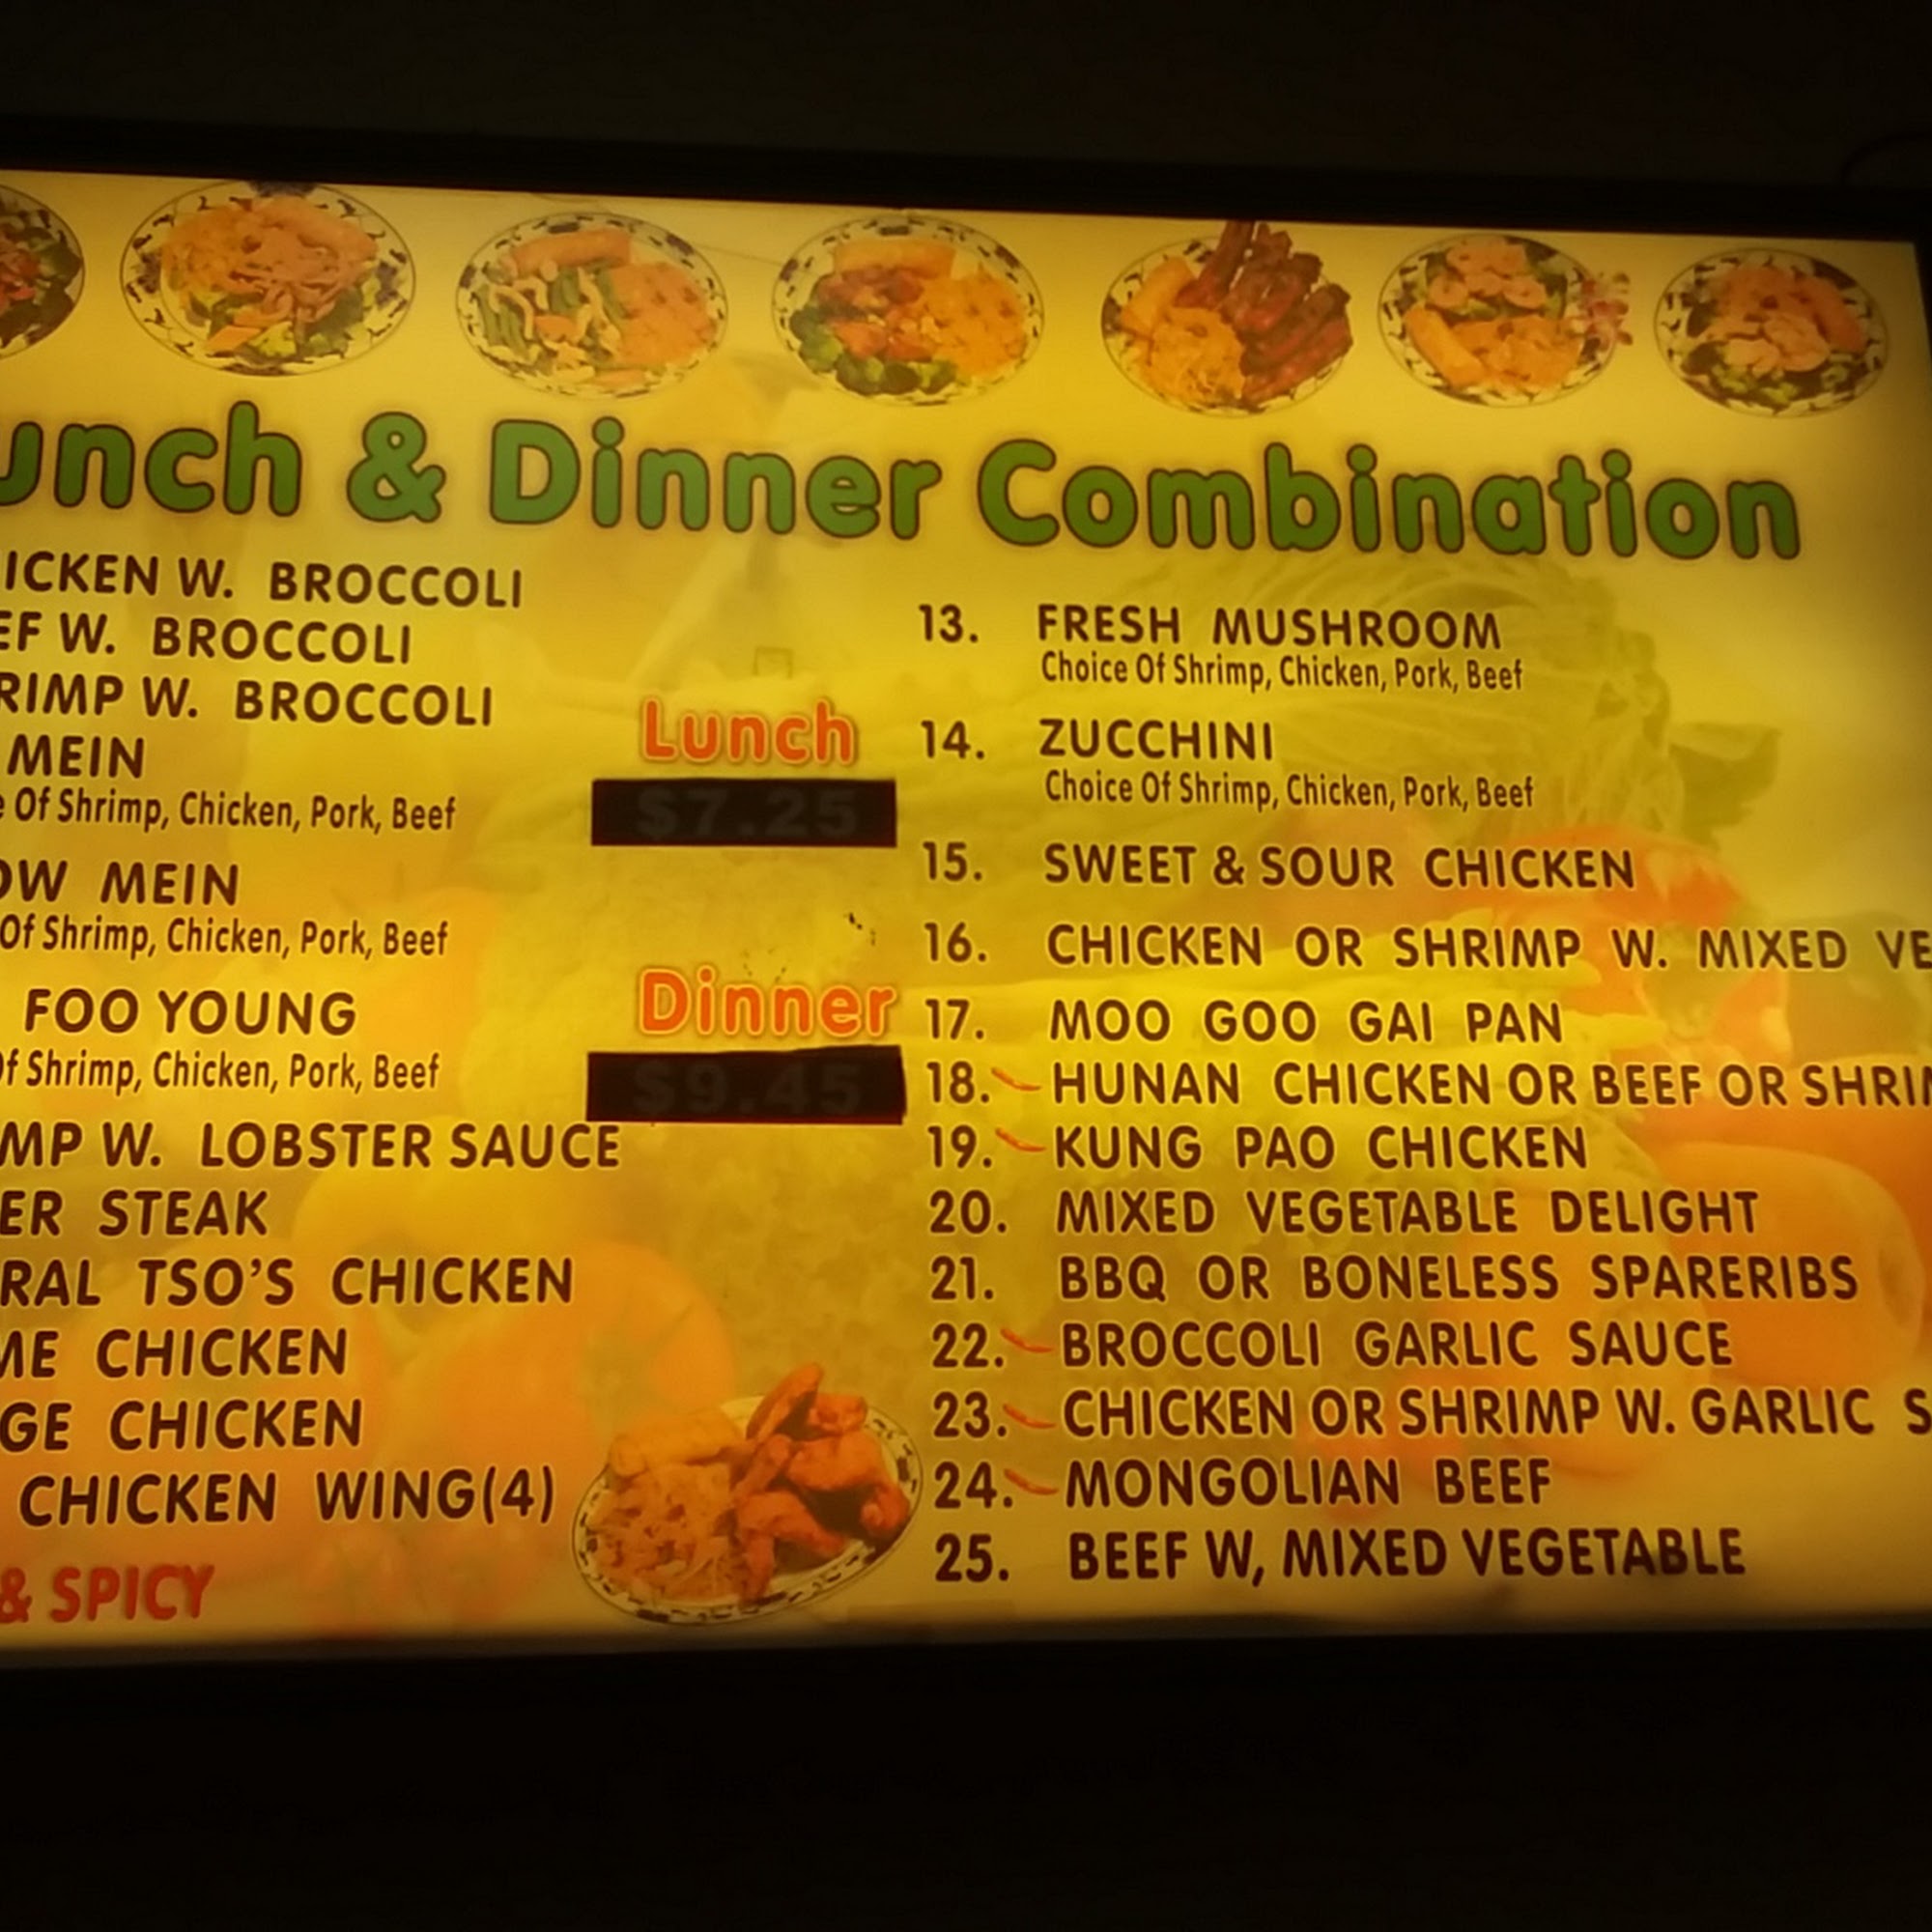 unch & Dinner Combination
ICKEN W. BROCCOLI
EF W. BROCCOLI
RIMP W. BROCCOLI
MEIN
e Of Shrimp, Chicken, Pork, Beef
OW MEIN
Of Shrimp, Chicken, Pork, Beef
FOO YOUNG
Of Shrimp, Chicken, Pork, Beef
MP W. LOBSTER SAUCE
ER STEAK
RAL TSO'S CHICKEN
ME CHICKEN
GE CHICKEN
CHICKEN WING(4)
& SPICY
Lunch
$7.25
Dinner
$9.45
13. FRESH MUSHROOM
Choice Of Shrimp, Chicken, Pork, Beef
14. ZUCCHINI
Choice Of Shrimp, Chicken, Pork, Beef
15. SWEET & SOUR CHICKEN
16. CHICKEN OR SHRIMP W. MIXED VE
17. MOO GOO GAI PAN
18. HUNAN CHICKEN OR BEEF OR SHRIM
19. KUNG PAO CHICKEN
20. MIXED VEGETABLE DELIGHT
21. BBQ OR BONELESS SPARERIBS
22. BROCCOLI GARLIC SAUCE
23. CHICKEN OR SHRIMP W. GARLIC S
24. MONGOLIAN BEEF
25. BEEF W, MIXED VEGETABLE